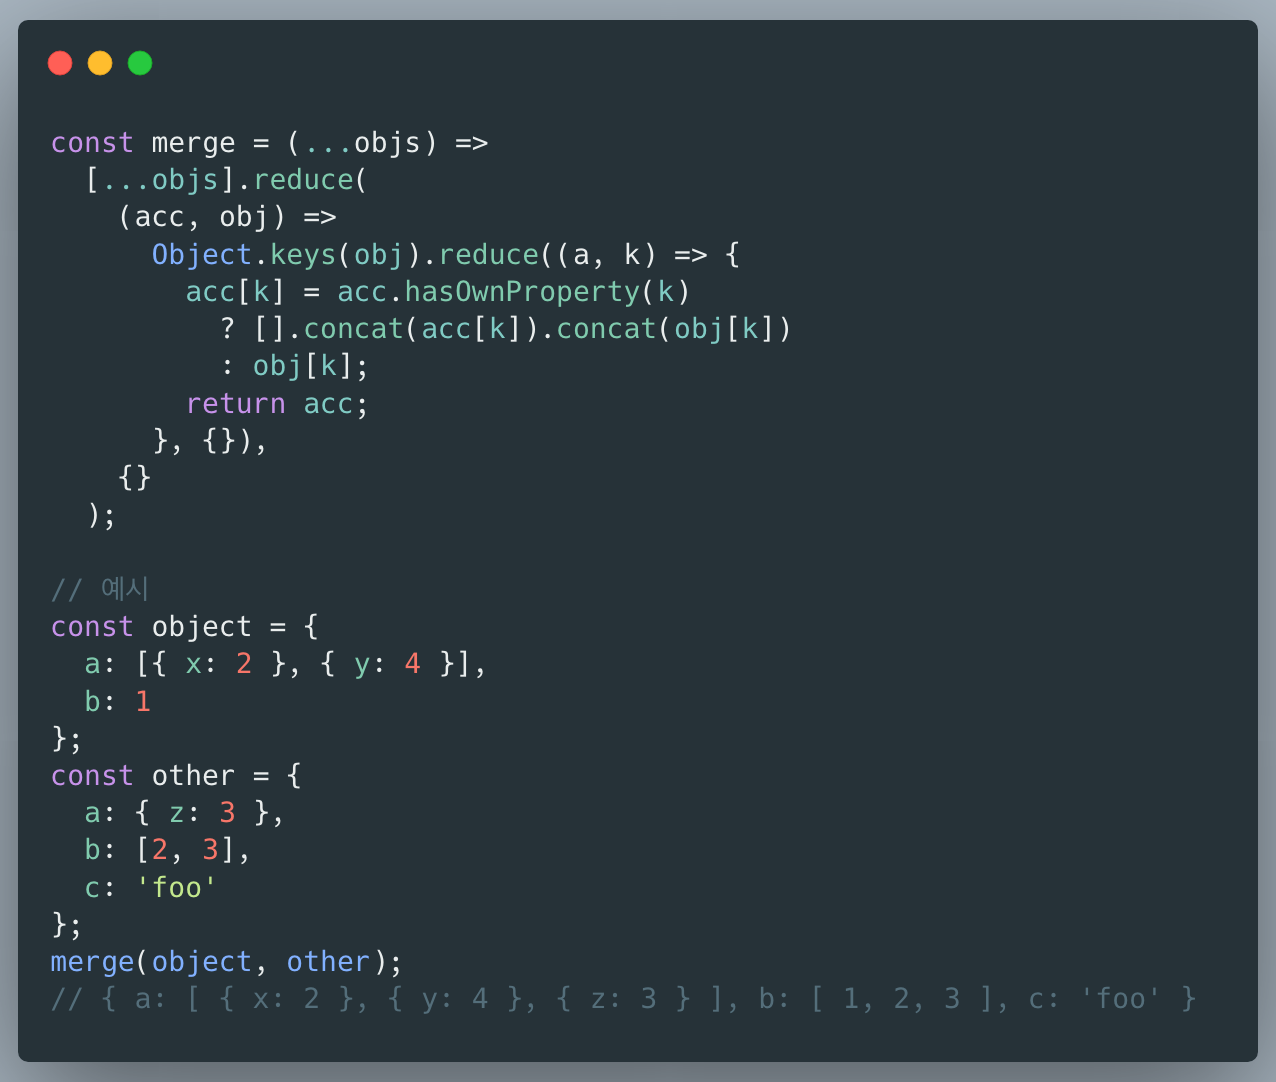 const merge = (...objs) =>
  [...objs].reduce(
    (acc, obj) =>
      Object.keys(obj).reduce((a, k) => {
        acc[k] = acc.hasOwnProperty(k)
          ? [].concat(acc[k]).concat(obj[k])
          : obj[k];
        return acc;
      }, {}),
    {}
  );

// 예시
const object = {
  a: [{ x: 2 }, { y: 4 }],
  b: 1
};
const other = {
  a: { z: 3 },
  b: [2, 3],
  c: 'foo'
};
merge(object, other);
// { a: [ { x: 2 }, { y: 4 }, { z: 3 } ], b: [ 1, 2, 3 ], c: 'foo' }